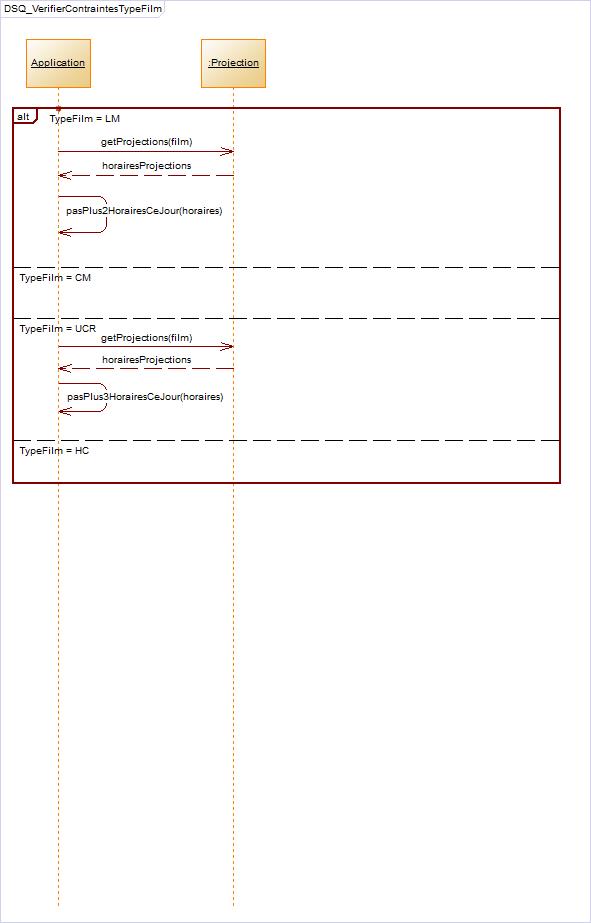 DSQ_VerifierContraintesTypeFilm
Application
:Projection
alt
TypeFilm = LM
getProjections(film)
horairesProjections
pasPlus2HorairesCeJour(horaires)
TypeFilm = CM
TypeFilm = UCR
getProjections(film)
horairesProjections
pasPlus3HorairesCeJour(horaires)
TypeFilm = HC